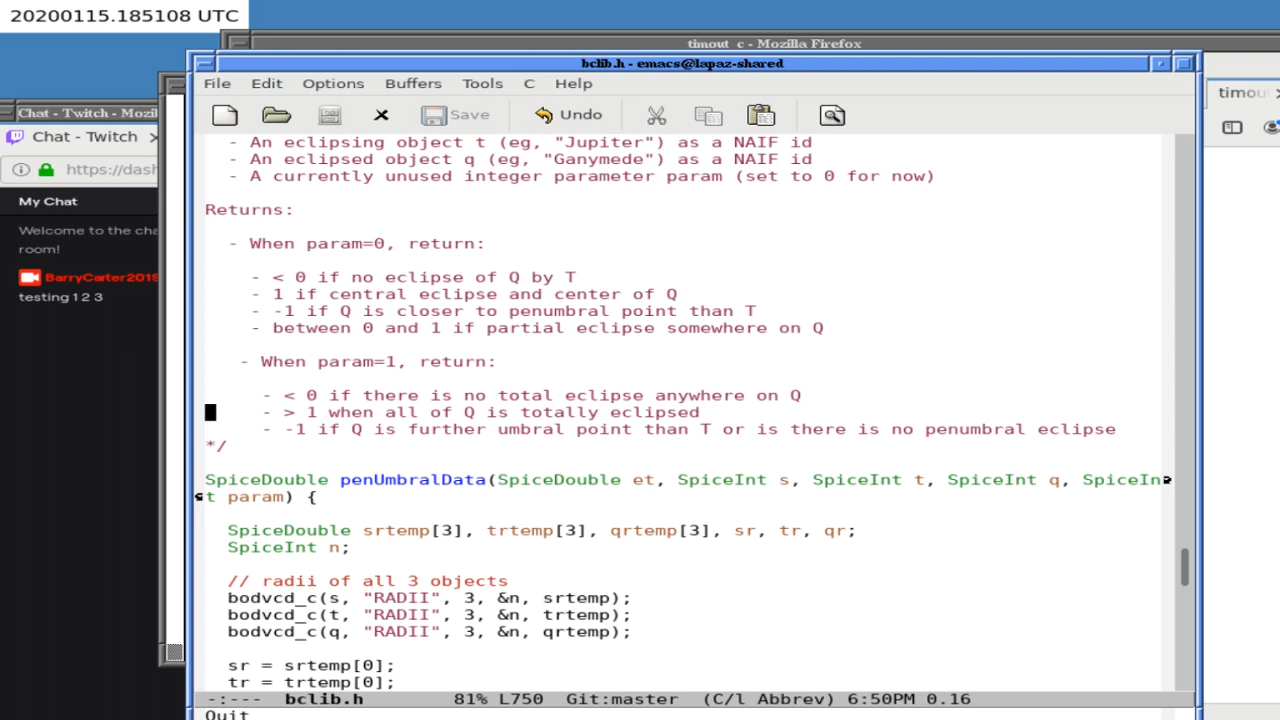 20200115.185108 UTC
timout_c - Mozilla Firefox
bclib.h - emacs@lapaz-shared
File Edit Options Buffers Tools C Help
Save Undo
Chat - Twitch - Mozil
Chat - Twitch
https://dash
My Chat
Welcome to the cha
room!
BarryCarter2019
testing 1 2 3
timou
- An eclipsing object t (eg, "Jupiter") as a NAIF id
- An eclipsed object q (eg, "Ganymede") as a NAIF id
- A currently unused integer parameter param (set to 0 for now)
Returns:
- When param=0, return:
- < 0 if no eclipse of Q by T
- 1 if central eclipse and center of Q
- -1 if Q is closer to penumbral point than T
- between 0 and 1 if partial eclipse somewhere on Q
- When param=1, return:
- < 0 if there is no total eclipse anywhere on Q
- > 1 when all of Q is totally eclipsed
- -1 if Q is further umbral point than T or is there is no penumbral eclipse
*/
SpiceDouble penUmbralData(SpiceDouble et, SpiceInt s, SpiceInt t, SpiceInt q, SpiceIn
t param) {
SpiceDouble srtemp[3], trtemp[3], qrtemp[3], sr, tr, qr;
SpiceInt n;
// radii of all 3 objects
bodvcd_c(s, "RADII", 3, &n, srtemp);
bodvcd_c(t, "RADII", 3, &n, trtemp);
bodvcd_c(q, "RADII", 3, &n, qrtemp);
sr = srtemp[0];
tr = trtemp[0];
-:--- bclib.h 81% L750 Git:master (C/l Abbrev) 6:50PM 0.16
Quit